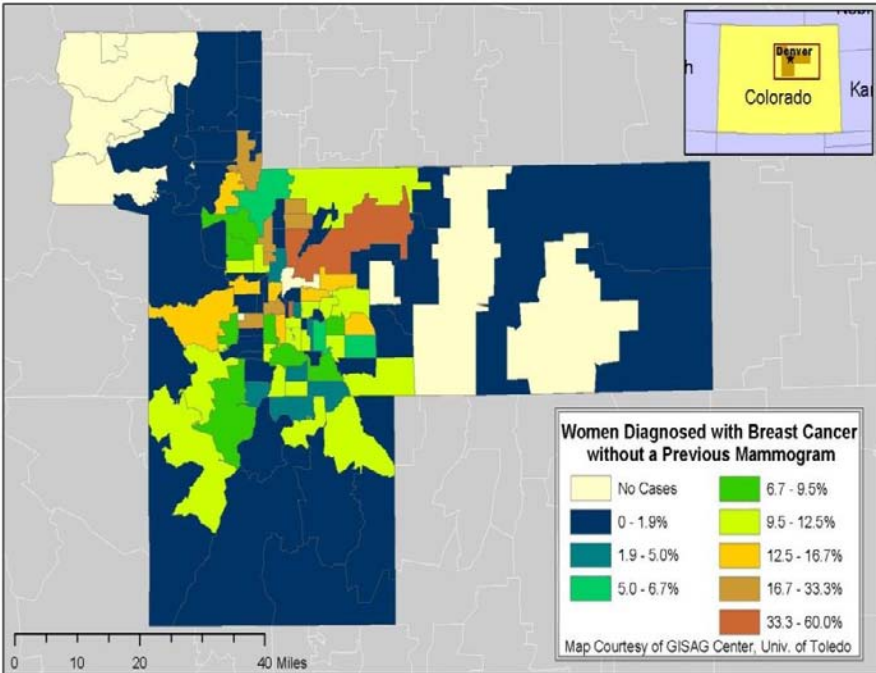 Denver
Colorado
Women Diagnosed with Breast Cancer
without a Previous Mammogram
No Cases
0 - 1.9%
1.9 - 5.0%
5.0 - 6.7%
6.7 - 9.5%
9.5 - 12.5%
12.5 - 16.7%
16.7 - 33.3%
33.3 - 60.0%
Map Courtesy of GISAG Center, Univ. of Toledo
0 10 20 40 Miles